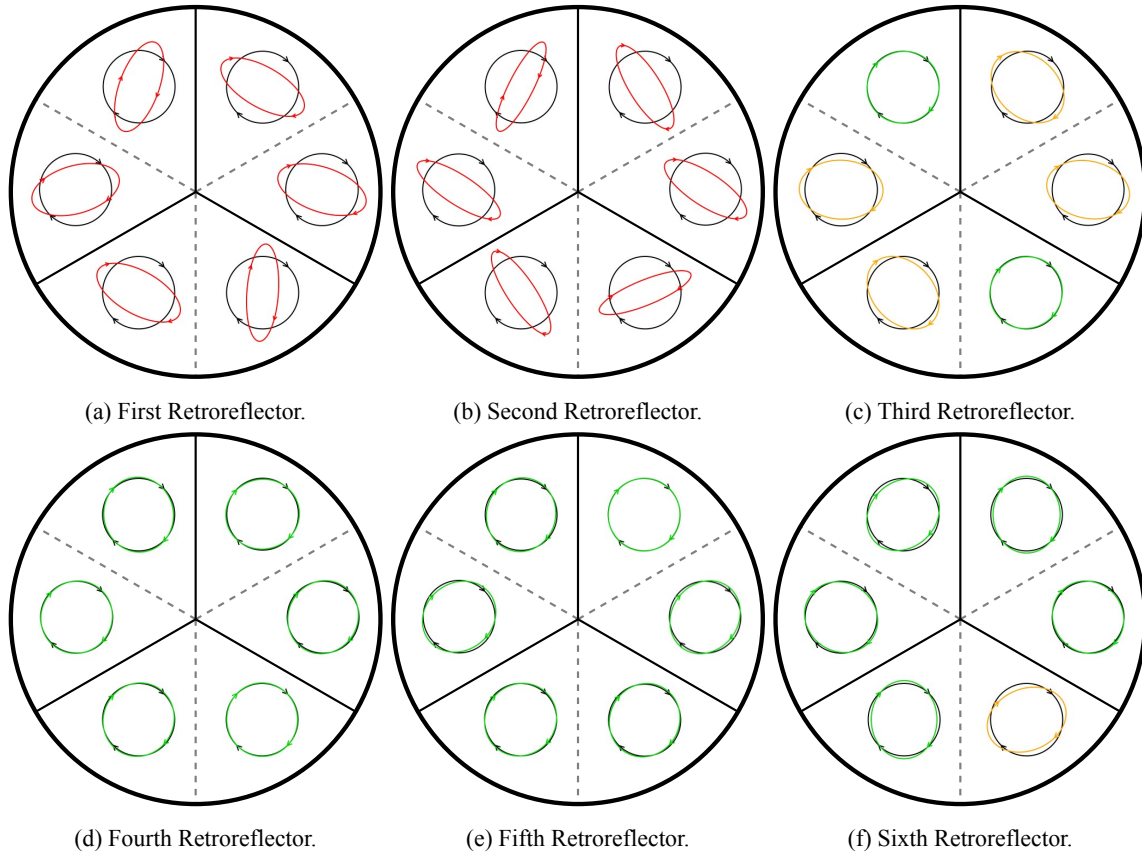 (a) First Retroreflector.
(b) Second Retroreflector.
(c) Third Retroreflector.
(d) Fourth Retroreflector.
(e) Fifth Retroreflector.
(f) Sixth Retroreflector.